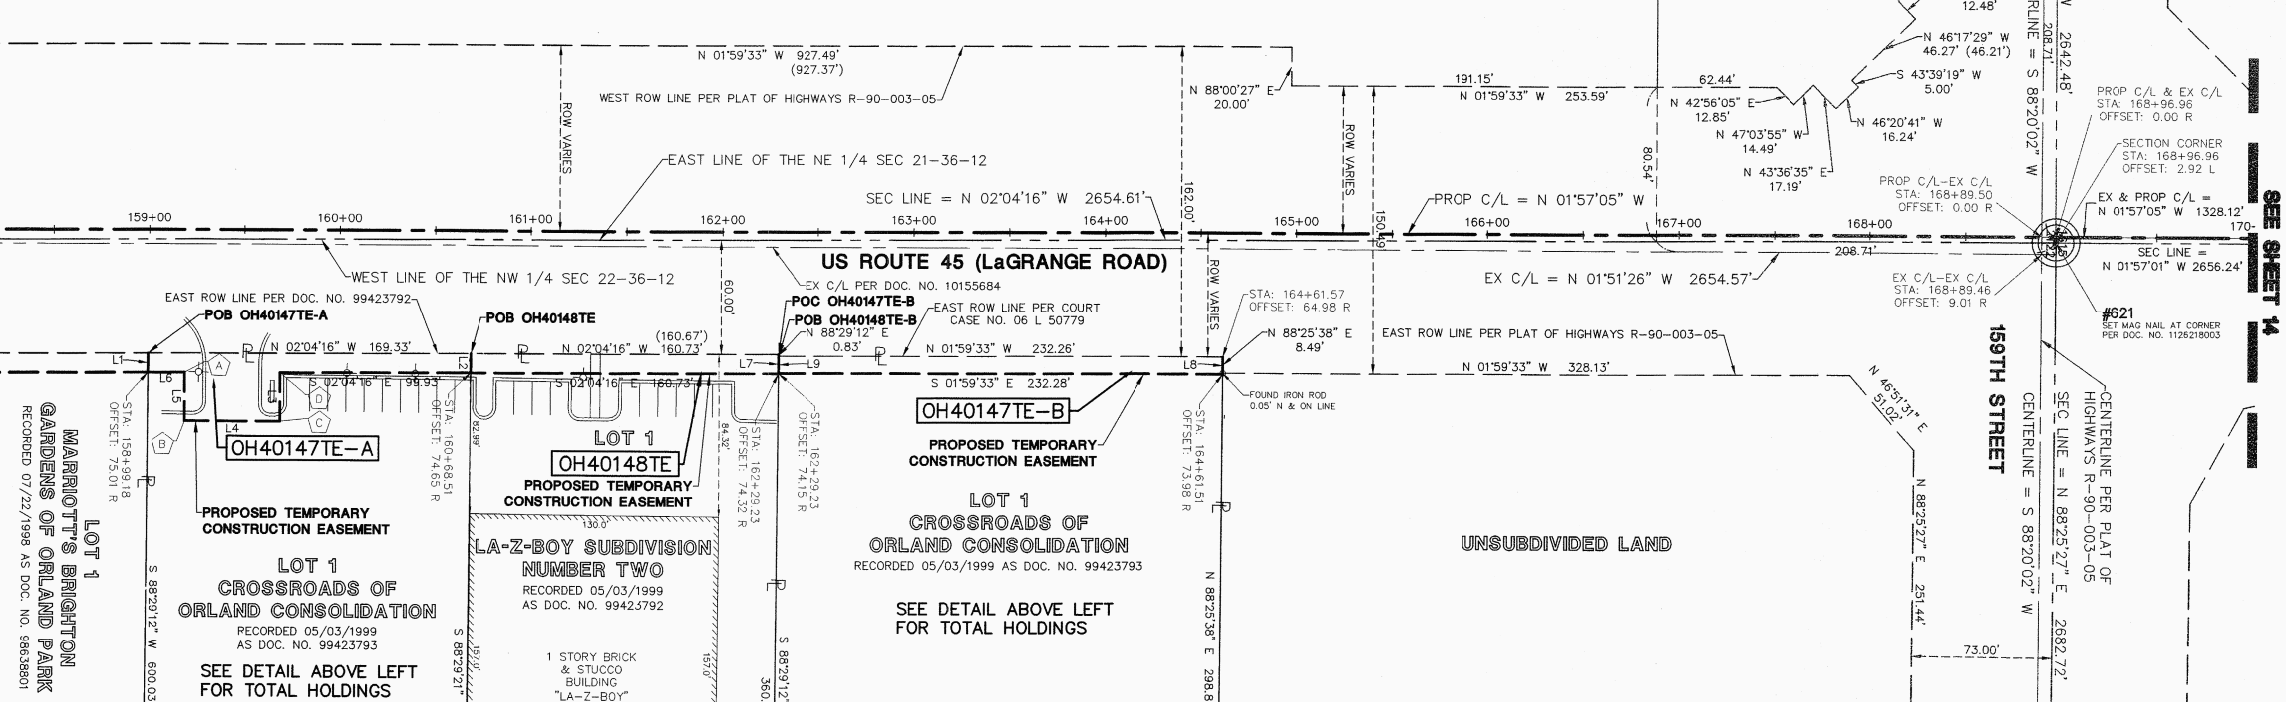 N 01°59'33" W 927.49'
(927.37')
WEST ROW LINE PER PLAT OF HIGHWAYS R-90-003-05
ROW VARIES
EAST LINE OF THE NE 1/4 SEC 21-36-12
SEC LINE = N 02°04'16" W 2654.61'
162.00'
N 88°00'27" E
20.00'
191.15'
N 01°59'33" W 253.59'
62.44'
ROW VARIES
150.49'
80.54'
PROP C/L = N 01°57'05" W
N 42°56'05" E
12.85'
N 47°03'55" W
14.49'
N 43°36'35" E
17.19'
N 46°20'41" W
16.24'
S 43°39'19" W
5.00'
N 46°17'29" W
46.27' (46.21')
12.48'
RLINE = S 88°20'02" W
208.71'
2642.48'
W
PROP C/L & EX C/L
STA: 168+96.96
OFFSET: 0.00 R
SECTION CORNER
STA: 168+96.96
OFFSET: 2.92 L
PROP C/L-EX C/L
STA: 168+89.50
OFFSET: 0.00 R
EX & PROP C/L =
N 01°57'05" W 1328.12'
SEE SHEET 14
159+00
160+00
161+00
162+00
163+00
164+00
165+00
166+00
167+00
168+00
170-
SEC LINE =
N 01°57'01" W 2656.24'
208.71'
US ROUTE 45 (LaGRANGE ROAD)
WEST LINE OF THE NW 1/4 SEC 22-36-12
EX C/L PER DOC. NO. 10155684
EX C/L = N 01°51'26" W 2654.57'
EX C/L-EX C/L
STA: 168+89.46
OFFSET: 9.01 R
#621
SET MAG NAIL AT CORNER
PER DOC. NO. 1126218003
EAST ROW LINE PER DOC. NO. 99423792
POB OH40147TE-A
POB OH40148TE
60.00'
POC OH40147TE-B
POB OH40148TE-B
N 88°29'12" E
0.83'
EAST ROW LINE PER COURT
CASE NO. 06 L 50779
ROW VARIES
STA: 164+61.57
OFFSET: 64.98 R
N 88°25'38" E
8.49'
EAST ROW LINE PER PLAT OF HIGHWAYS R-90-003-05
L1
N 02°04'16" W 169.33'
L2
(160.67')
N 02°04'16" W 160.73'
L7
L9
N 01°59'33" W 232.26'
L8
N 01°59'33" W 328.13'
L6
L5
L3
L4
A
B
C
D
S 02°04'16" E 99.93'
S 02°04'16" E 160.73'
S 01°59'33" E 232.28'
FOUND IRON ROD
0.05' N & ON LINE
N 46°51'31" E
51.02'
STA: 158+99.18
OFFSET: 75.01 R
STA: 160+68.51
OFFSET: 74.65 R
82.99'
84.32'
STA: 162+29.23
OFFSET: 74.32 R
STA: 162+29.23
OFFSET: 74.15 R
STA: 164+61.51
OFFSET: 73.98 R
OH40147TE-A
OH40148TE
OH40147TE-B
LOT 1
PROPOSED TEMPORARY
CONSTRUCTION EASEMENT
PROPOSED TEMPORARY
CONSTRUCTION EASEMENT
PROPOSED TEMPORARY
CONSTRUCTION EASEMENT
LOT 1
MARRIOTT'S BRIGHTON
GARDENS OF ORLAND PARK
RECORDED 07/22/1998 AS DOC. NO. 98638801
S 88°29'12" W 600.03
LOT 1
CROSSROADS OF
ORLAND CONSOLIDATION
RECORDED 05/03/1999
AS DOC. NO. 99423793
SEE DETAIL ABOVE LEFT
FOR TOTAL HOLDINGS
S 88°29'21"
157.0'
130.0'
LA-Z-BOY SUBDIVISION
NUMBER TWO
RECORDED 05/03/1999
AS DOC. NO. 99423792
1 STORY BRICK
& STUCCO
BUILDING
"LA-Z-BOY"
157.0'
S 88°29'12"
360.
LOT 1
CROSSROADS OF
ORLAND CONSOLIDATION
RECORDED 05/03/1999 AS DOC. NO. 99423793
SEE DETAIL ABOVE LEFT
FOR TOTAL HOLDINGS
N 88°25'38" E 298.8
UNSUBDIVIDED LAND
N 88°25'27" E 251.44'
73.00'
159TH STREET
CENTERLINE = S 88°20'02" W
SEC LINE = N 88°25'27" E 2682.72'
CENTERLINE PER PLAT OF
HIGHWAYS R-90-003-05